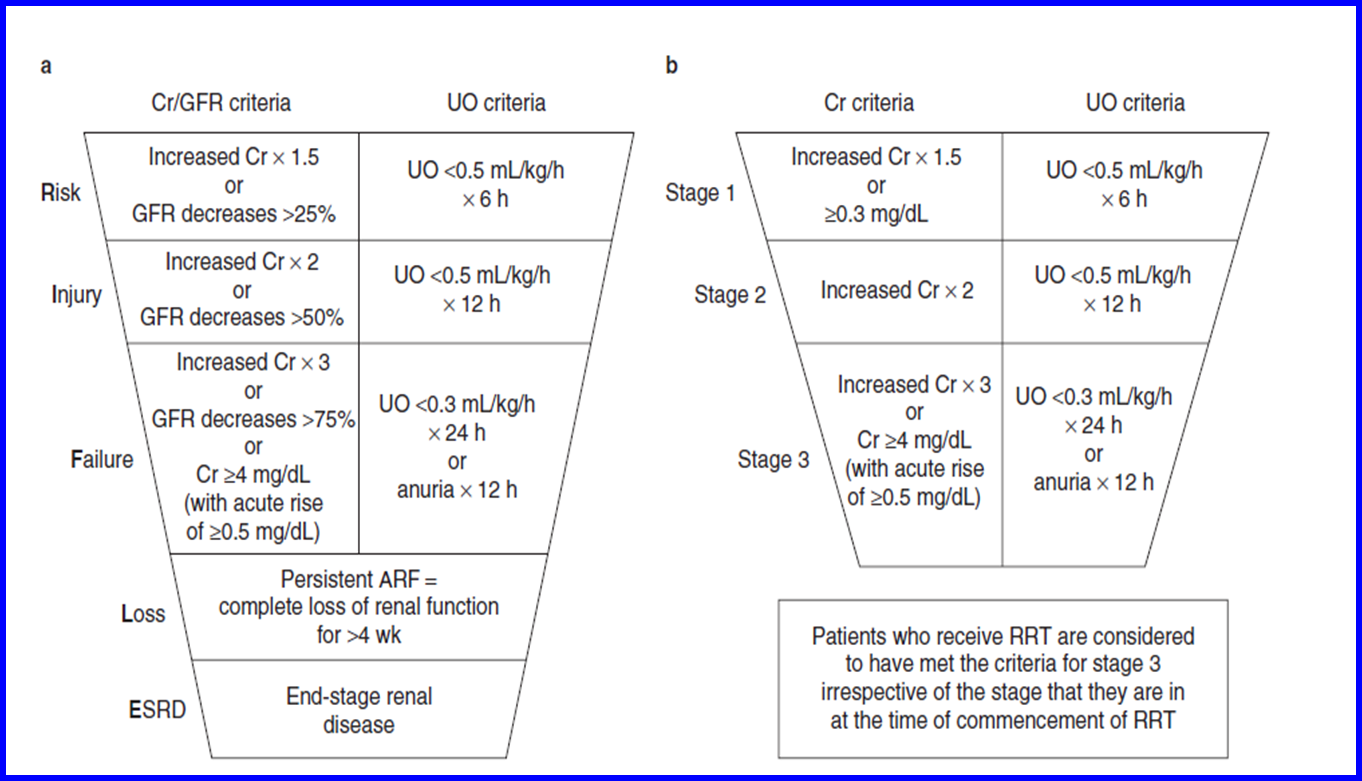 a
Cr/GFR criteria
UO criteria
Risk
Increased Cr × 1.5
or
GFR decreases >25%
UO <0.5 mL/kg/h
× 6 h
Injury
Increased Cr × 2
or
GFR decreases >50%
UO <0.5 mL/kg/h
× 12 h
Failure
Increased Cr × 3
or
GFR decreases >75%
or
Cr ≥4 mg/dL
(with acute rise
of ≥0.5 mg/dL)
UO <0.3 mL/kg/h
× 24 h
or
anuria × 12 h
Loss
Persistent ARF =
complete loss of renal function
for >4 wk
ESRD
End-stage renal
disease
b
Cr criteria
UO criteria
Stage 1
Increased Cr × 1.5
or
≥0.3 mg/dL
UO <0.5 mL/kg/h
× 6 h
Stage 2
Increased Cr × 2
UO <0.5 mL/kg/h
× 12 h
Stage 3
Increased Cr × 3
or
Cr ≥4 mg/dL
(with acute rise
of ≥0.5 mg/dL)
UO <0.3 mL/kg/h
× 24 h
or
anuria × 12 h
Patients who receive RRT are considered
to have met the criteria for stage 3
irrespective of the stage that they are in
at the time of commencement of RRT